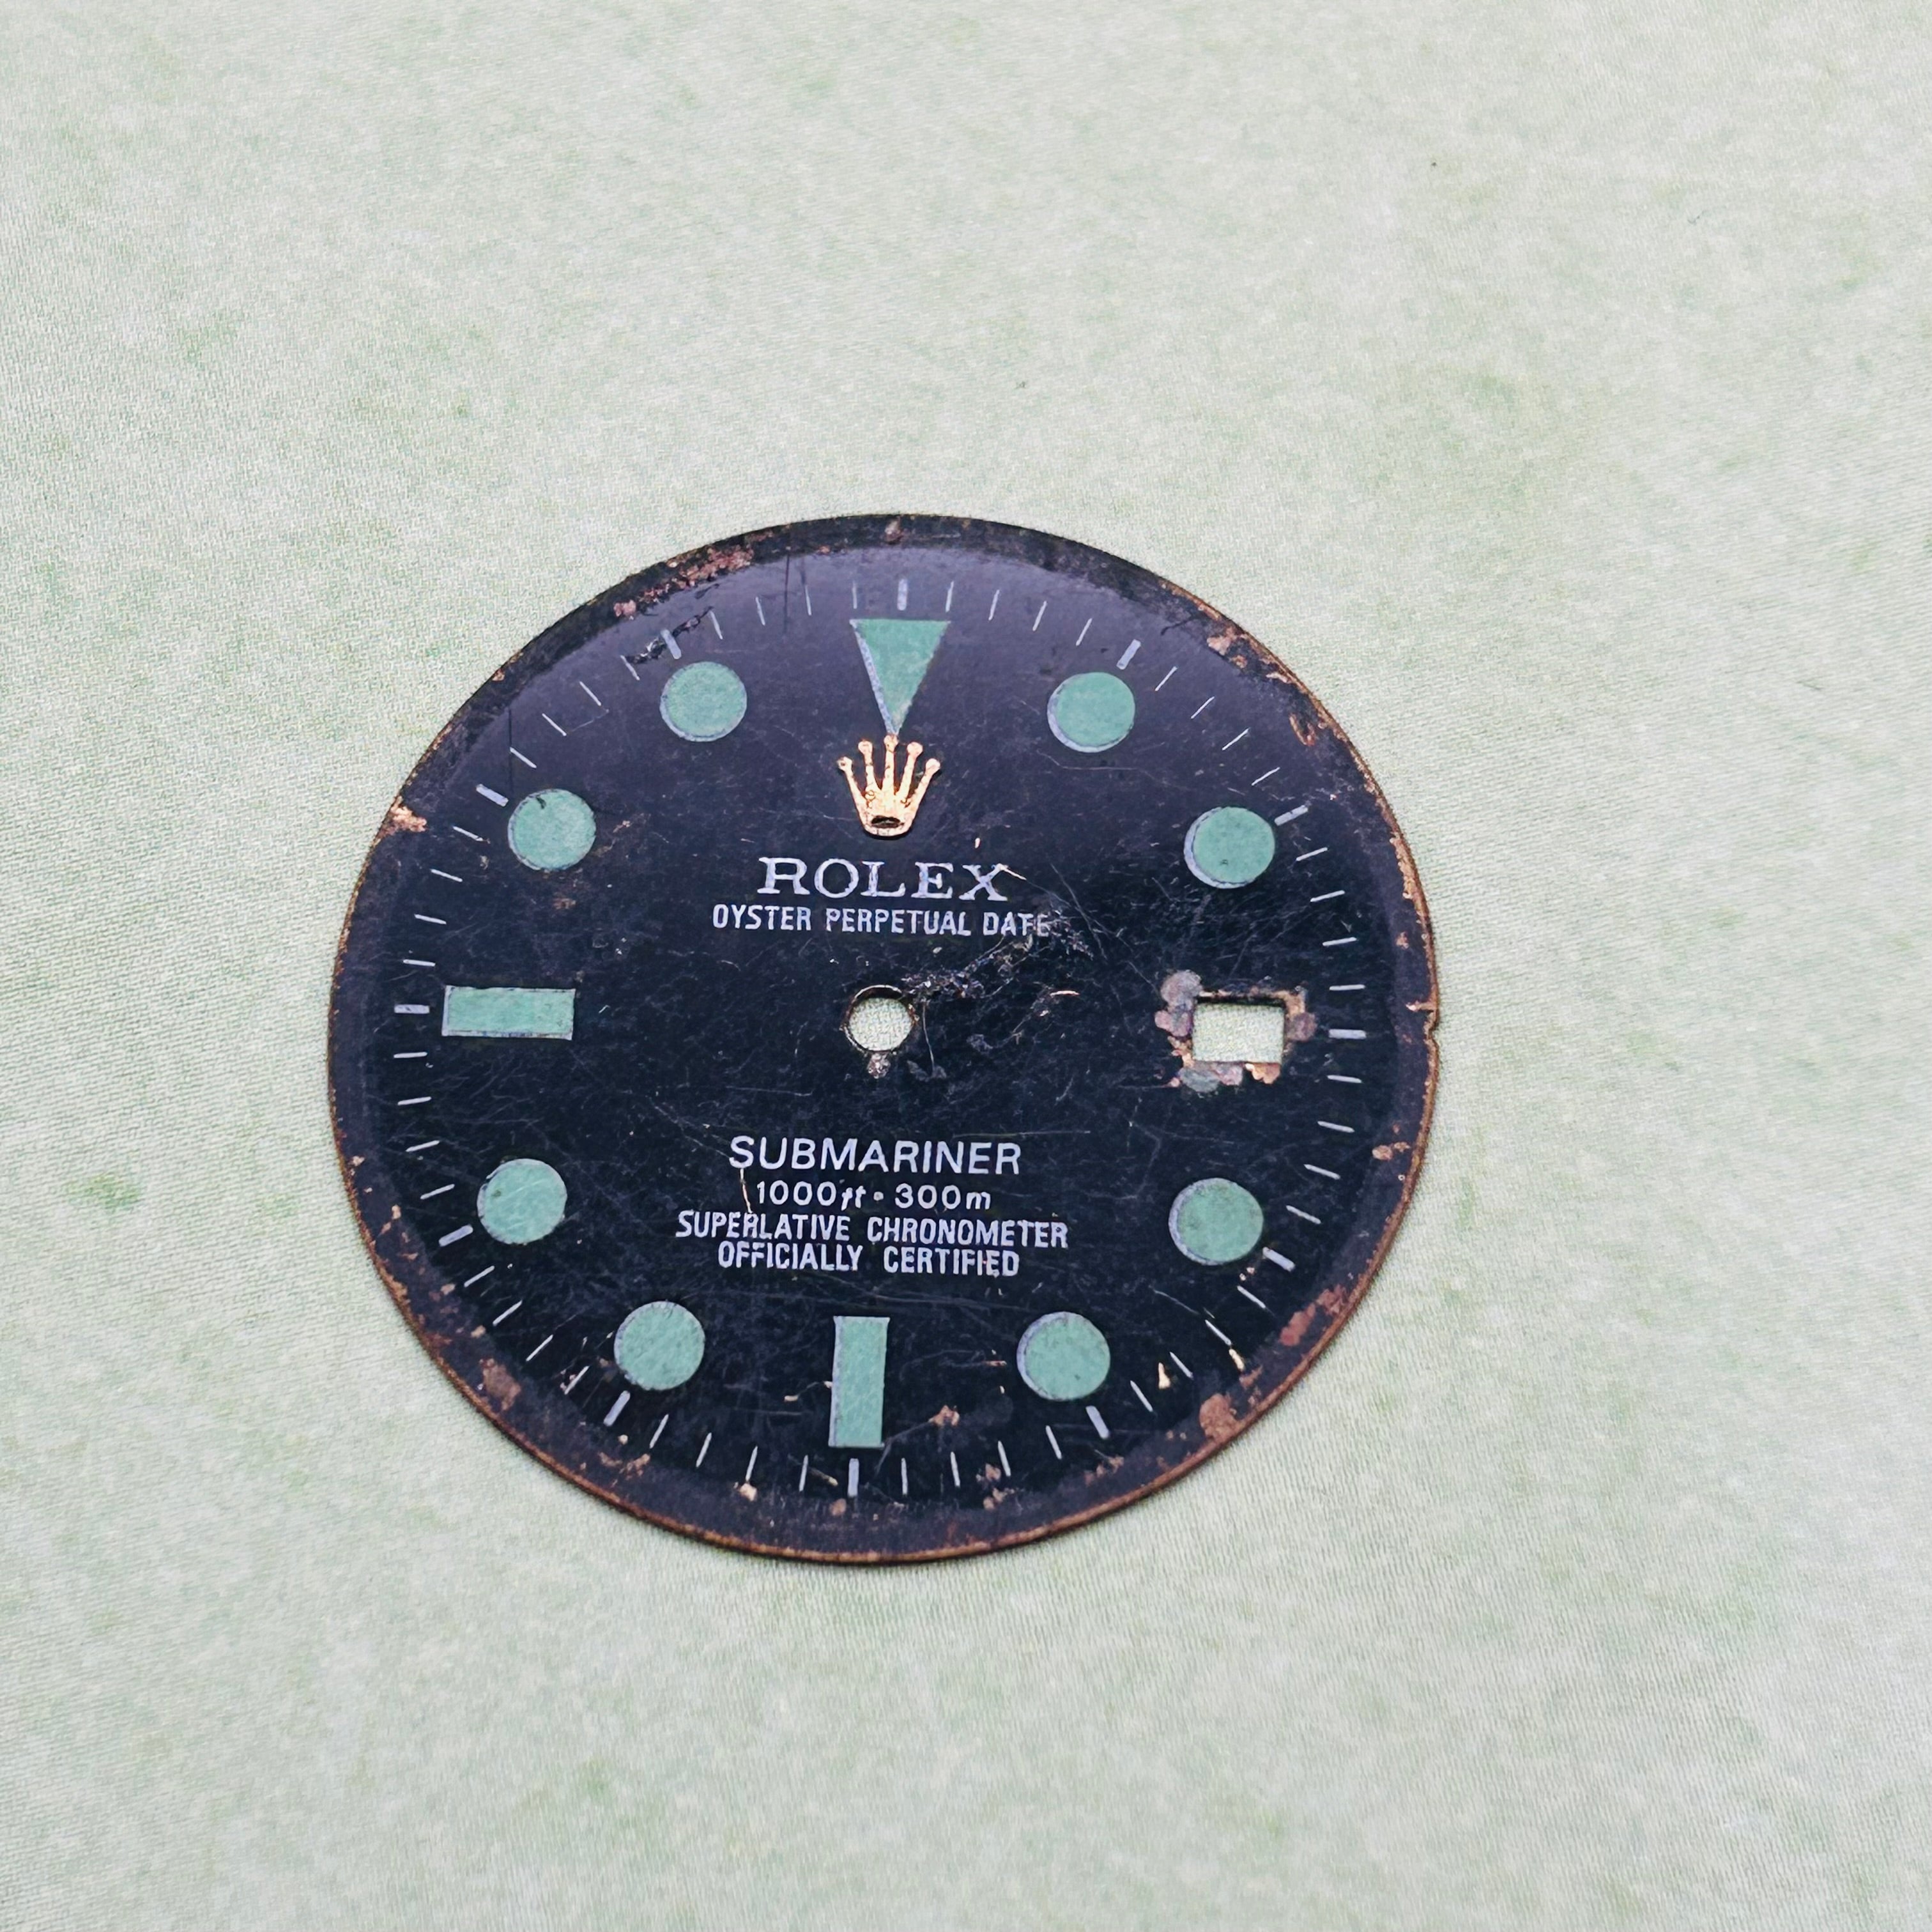 ROLEX
OYSTER PERPETUAL DATE
SUBMARINER
1000ft · 300m
SUPERLATIVE CHRONOMETER
OFFICIALLY CERTIFIED